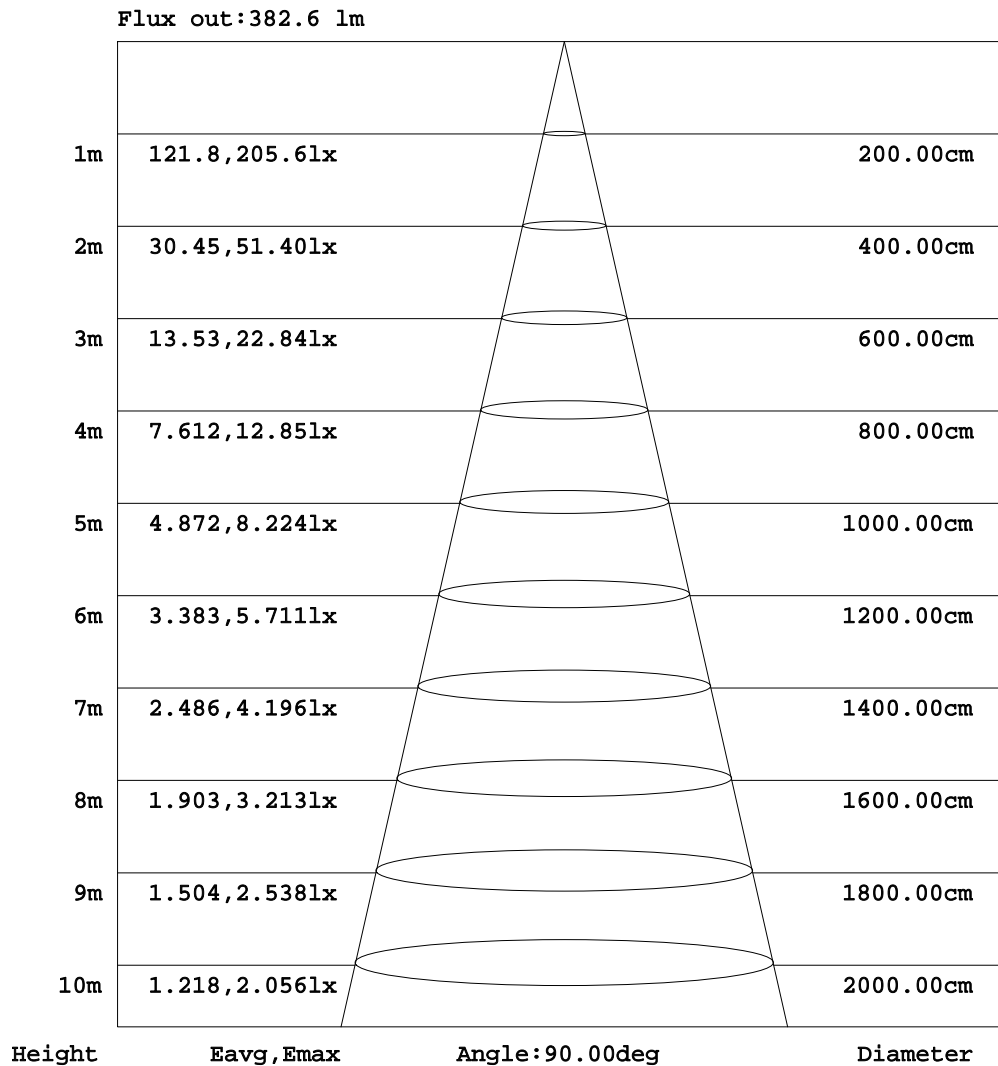 Flux out:382.6 lm
1m 121.8,205.6lx 200.00cm
2m 30.45,51.40lx 400.00cm
3m 13.53,22.84lx 600.00cm
4m 7.612,12.85lx 800.00cm
5m 4.872,8.224lx 1000.00cm
6m 3.383,5.711lx 1200.00cm
7m 2.486,4.196lx 1400.00cm
8m 1.903,3.213lx 1600.00cm
9m 1.504,2.538lx 1800.00cm
10m 1.218,2.056lx 2000.00cm
Height Eavg,Emax Angle:90.00deg Diameter